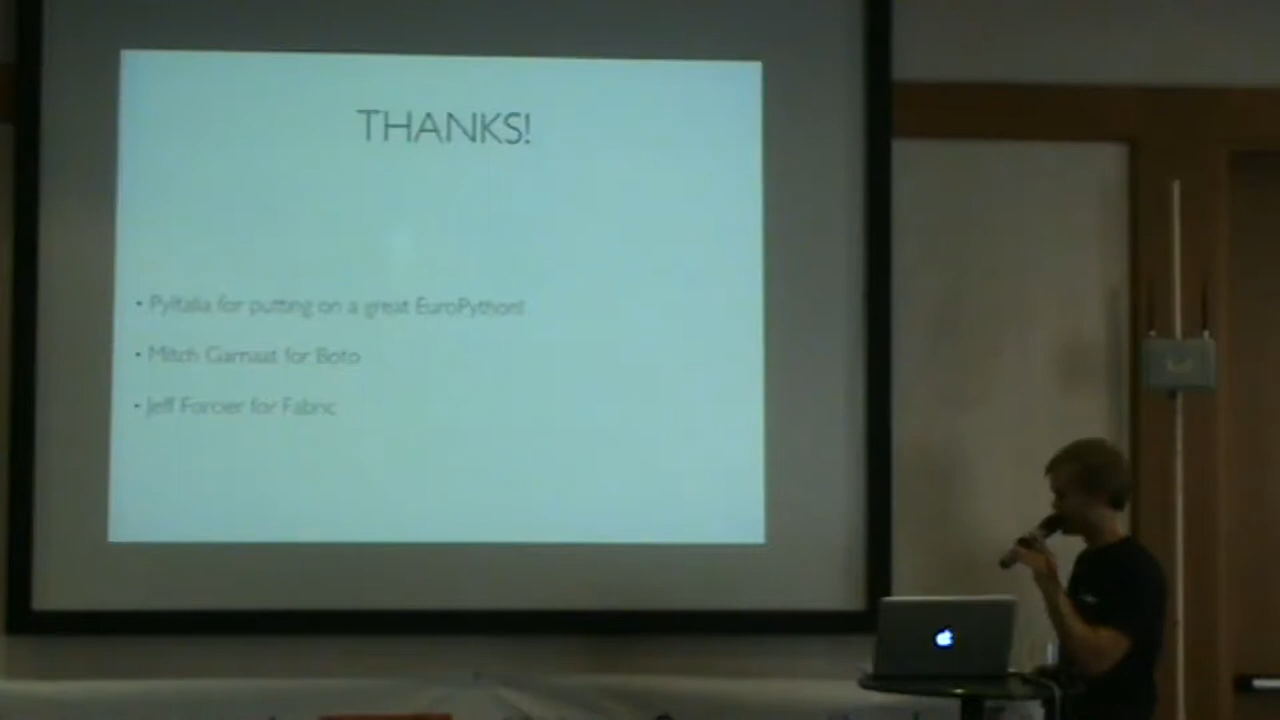 THANKS!
• PyItalia for putting on a great EuroPython!
• Mitch Garnaat for Boto
• Jeff Forcier for Fabric